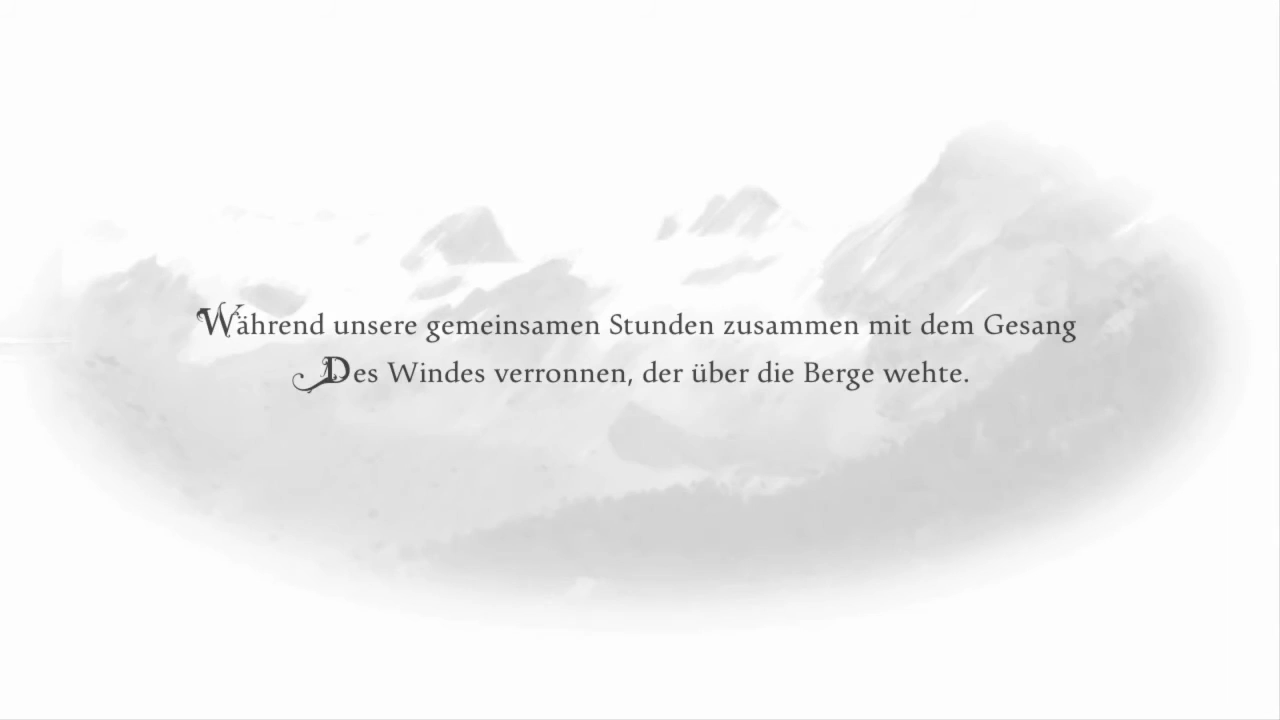 Während unsere gemeinsamen Stunden zusammen mit dem Gesang
Des Windes verronnen, der über die Berge wehte.